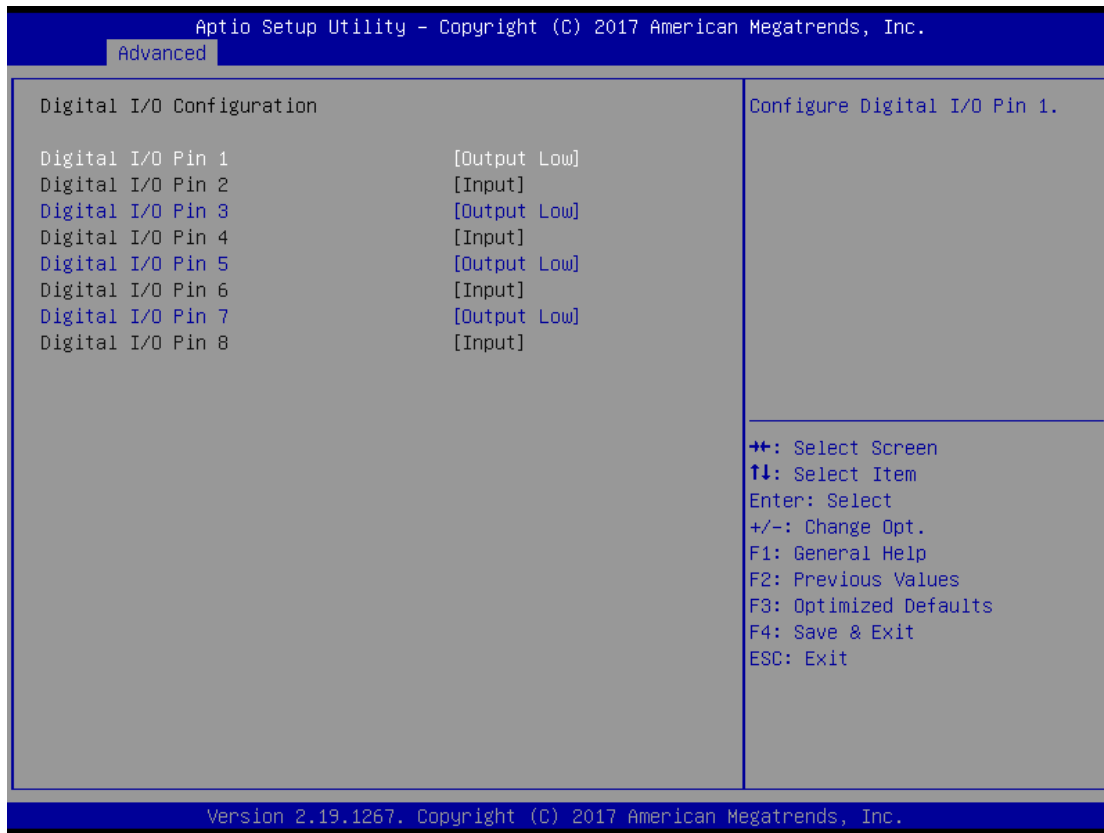 Aptio Setup Utility – Copyright (C) 2017 American Megatrends, Inc.
Advanced
Digital I/O Configuration
Digital I/O Pin 1 [Output Low]
Digital I/O Pin 2 [Input]
Digital I/O Pin 3 [Output Low]
Digital I/O Pin 4 [Input]
Digital I/O Pin 5 [Output Low]
Digital I/O Pin 6 [Input]
Digital I/O Pin 7 [Output Low]
Digital I/O Pin 8 [Input]
Configure Digital I/O Pin 1.
→←: Select Screen
↑↓: Select Item
Enter: Select
+/-: Change Opt.
F1: General Help
F2: Previous Values
F3: Optimized Defaults
F4: Save & Exit
ESC: Exit
Version 2.19.1267. Copyright (C) 2017 American Megatrends, Inc.